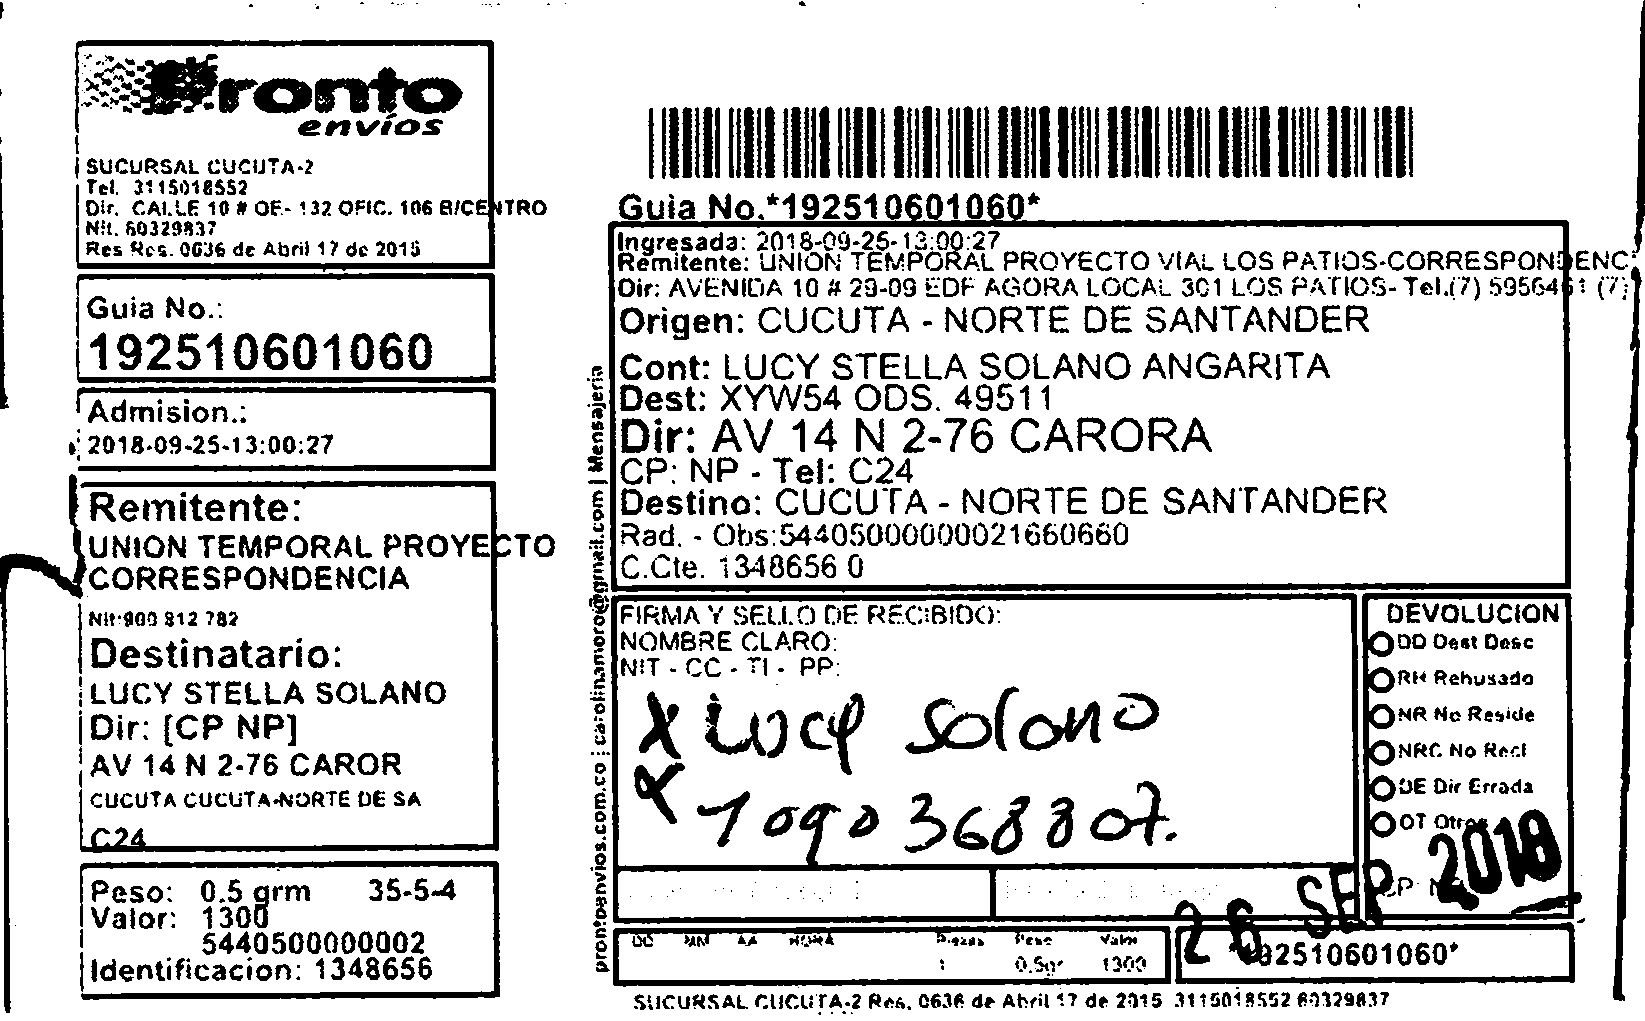 Pronto
envíos
SUCURSAL CUCUTA-2
Tel. 3115018552
Dir. CALLE 10 # OE- 132 OFIC. 106 B/CENTRO
Nit. 60329837
Res Res. 0636 de Abril 17 de 2015
Guia No.:
192510601060
Admision.:
2018-09-25-13:00:27
Remitente:
UNION TEMPORAL PROYECTO
CORRESPONDENCIA
Nit:900 812 782
Destinatario:
LUCY STELLA SOLANO
Dir: [CP NP]
AV 14 N 2-76 CAROR
CUCUTA CUCUTA-NORTE DE SA
C24
Peso: 0.5 grm 35-5-4
Valor: 1300
5440500000002
Identificacion: 1348656
prontoenvios.com.co | carolinamoro@gmail.com | Mensajeria
Guia No.*192510601060*
Ingresada: 2018-09-25-13:00:27
Remitente: UNION TEMPORAL PROYECTO VIAL LOS PATIOS-CORRESPONDENC
Dir: AVENIDA 10 # 29-09 EDF AGORA LOCAL 301 LOS PATIOS- Tel.(7) 5956461 (7)
Origen: CUCUTA - NORTE DE SANTANDER
Cont: LUCY STELLA SOLANO ANGARITA
Dest: XYW54 ODS. 49511
Dir: AV 14 N 2-76 CARORA
CP: NP - Tel: C24
Destino: CUCUTA - NORTE DE SANTANDER
Rad. - Obs:54405000000021660660
C.Cte. 1348656 0
FIRMA Y SELLO DE RECIBIDO:
NOMBRE CLARO:
NIT - CC - TI - PP:
X Lucy Solano
X 1090368807.
DEVOLUCION
DD Dest Desc
RH Rehusado
NR No Reside
NRC No Recl
DE Dir Errada
OT Otros
CP:
26 SEP 2018
DD MM AA HORA Piezas Peso Valor
1 0.5gr 1300
*192510601060*
SUCURSAL CUCUTA-2 Res. 0636 de Abril 17 de 2015 3115018552 60329837